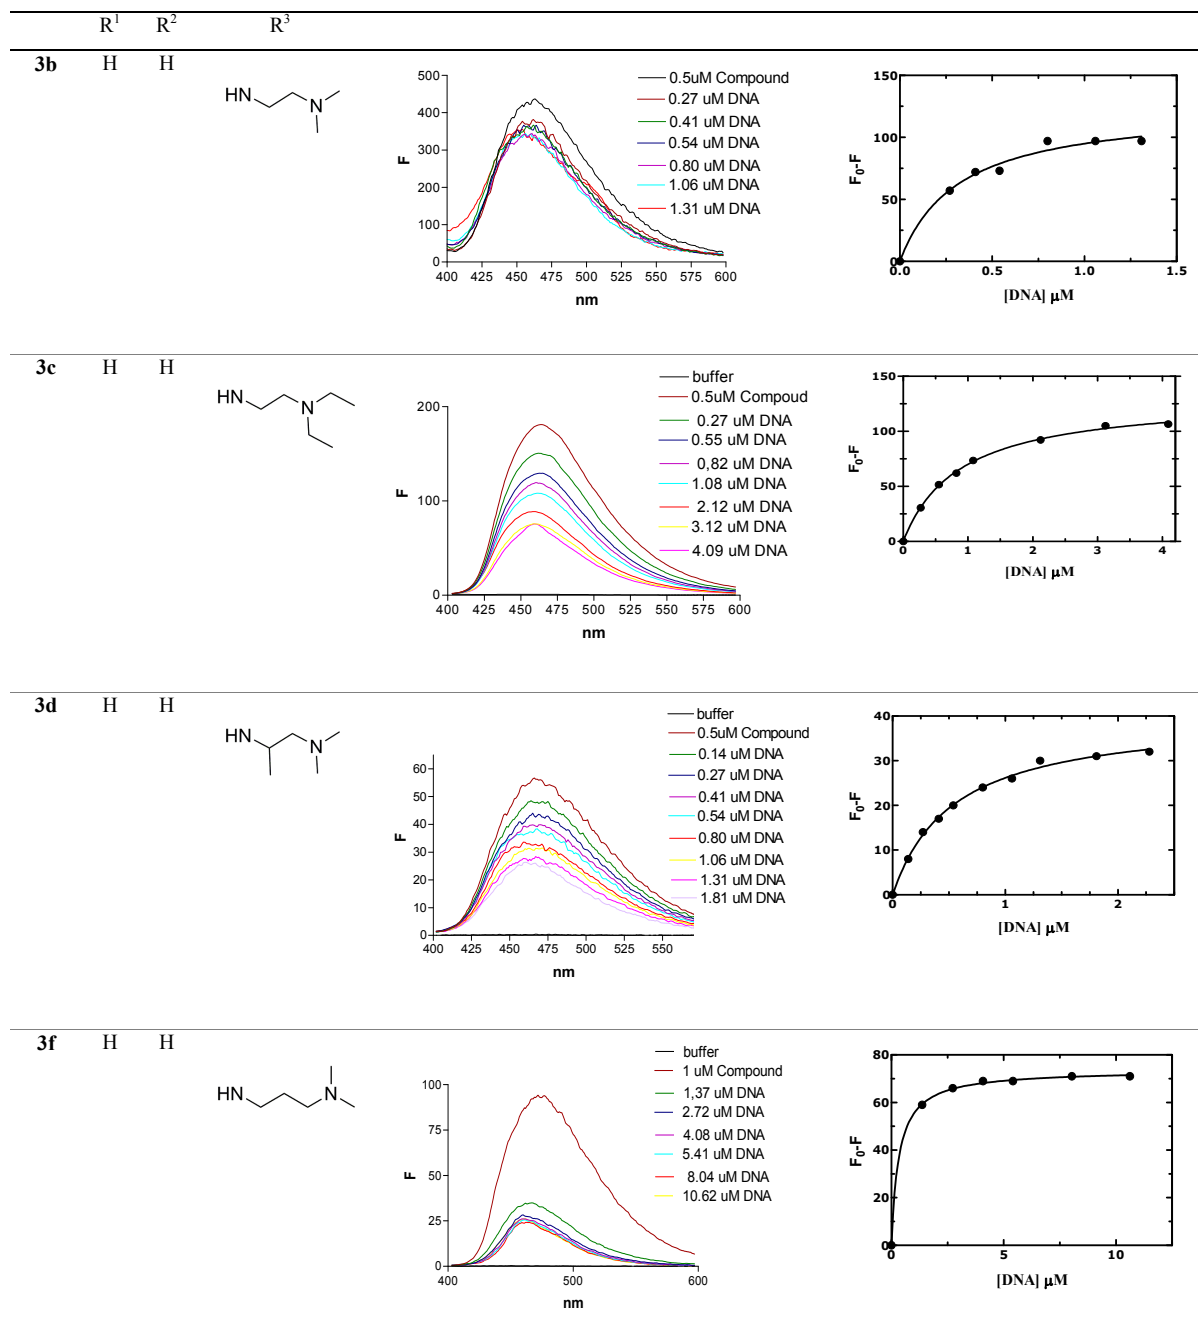 R1 R2 R3
3b H H
HN N
500
400
300
200
100
0
F
400 425 450 475 500 525 550 575 600
nm
0.5uM Compound
0.27 uM DNA
0.41 uM DNA
0.54 uM DNA
0.80 uM DNA
1.06 uM DNA
1.31 uM DNA
150
100
50
0
F0-F
0.0 0.5 1.0 1.5
[DNA] µM
3c H H
HN N
200
100
0
F
400 425 450 475 500 525 550 575 600
nm
buffer
0.5uM Compoud
0.27 uM DNA
0.55 uM DNA
0,82 uM DNA
1.08 uM DNA
2.12 uM DNA
3.12 uM DNA
4.09 uM DNA
150
100
50
0
F0-F
0 1 2 3 4
[DNA] µM
3d H H
HN N
60
50
40
30
20
10
0
F
400 425 450 475 500 525 550
nm
buffer
0.5uM Compound
0.14 uM DNA
0.27 uM DNA
0.41 uM DNA
0.54 uM DNA
0.80 uM DNA
1.06 uM DNA
1.31 uM DNA
1.81 uM DNA
40
30
20
10
0
F0-F
0 1 2
[DNA] µM
3f H H
HN N
100
75
50
25
0
F
400 500 600
nm
buffer
1 uM Compound
1,37 uM DNA
2.72 uM DNA
4.08 uM DNA
5.41 uM DNA
8.04 uM DNA
10.62 uM DNA
80
60
40
20
0
F0-F
0 5 10
[DNA] µM